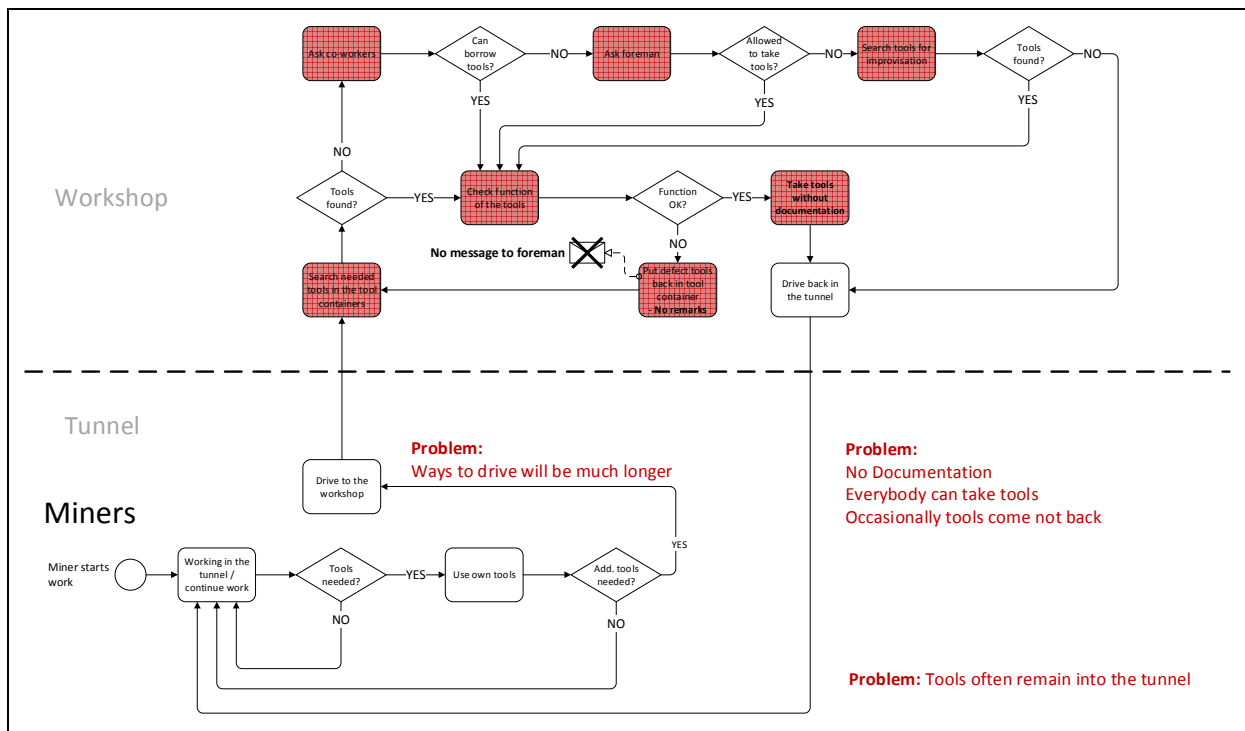 Ask co-workers
Can
borrow
tools?
NO
Ask foreman
Allowed
to take
tools?
NO
Search tools for
improvisation
Tools
found?
NO
YES
YES
YES
NO
Workshop
Tools
found?
YES
Check function
of the tools
Function
OK?
YES
Take tools
without
documentation
NO
No message to foreman
Search needed
tools in the tool
containers
Put defect tools
back in tool
container
- No remarks
Drive back in
the tunnel
Tunnel
Problem:
Ways to drive will be much longer
Problem:
No Documentation
Everybody can take tools
Occasionally tools come not back
Drive to the
workshop
Miners
YES
Miner starts
work
Working in the
tunnel /
continue work
Tools
needed?
YES
Use own tools
Add. tools
needed?
NO
NO
Problem: Tools often remain into the tunnel